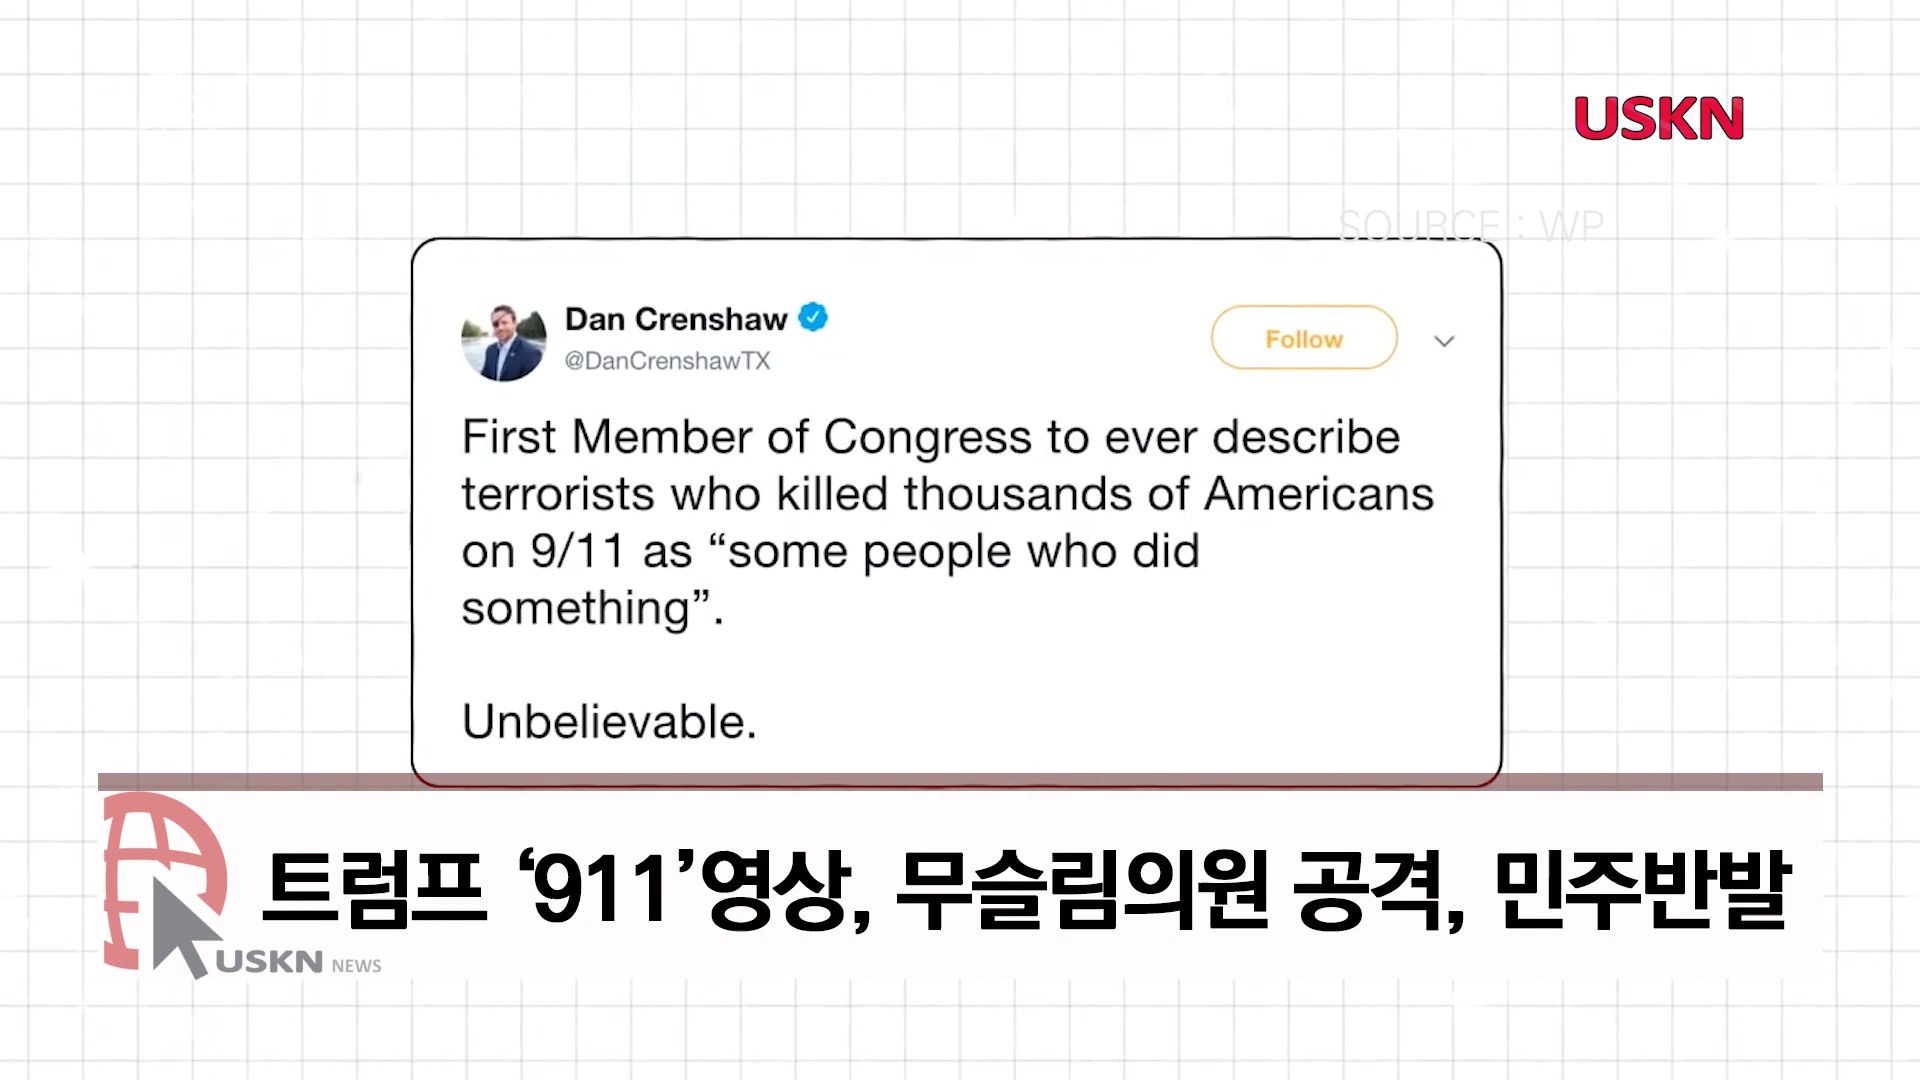 USKN
SOURCE : WP
Dan Crenshaw
@DanCrenshawTX
Follow
First Member of Congress to ever describe
terrorists who killed thousands of Americans
on 9/11 as “some people who did
something”.
Unbelievable.
트럼프 ‘911’영상, 무슬림의원 공격, 민주반발
USKN NEWS